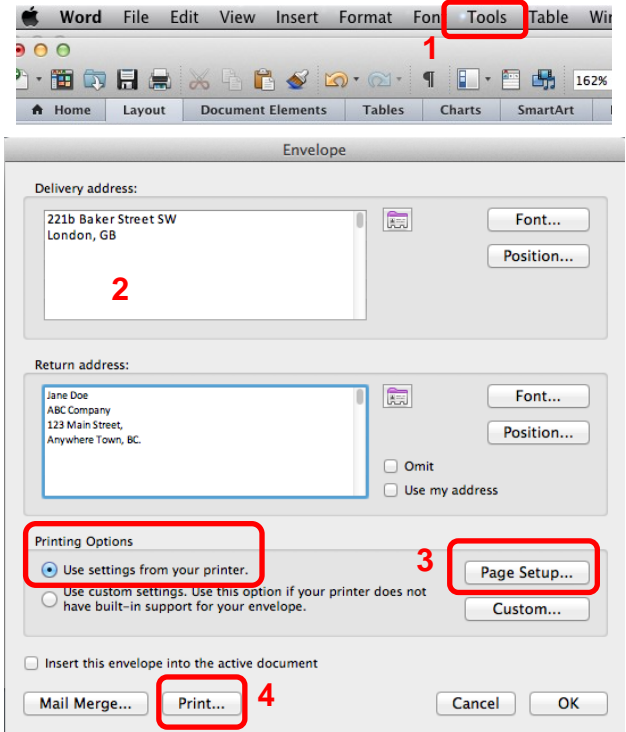 Word File Edit View Insert Format Fon Tools Table Wi
1
162%
Home Layout Document Elements Tables Charts SmartArt
Envelope
Delivery address:
221b Baker Street SW
London, GB
Font...
Position...
2
Return address:
Jane Doe
ABC Company
123 Main Street,
Anywhere Town, BC.
Font...
Position...
Omit
Use my address
Printing Options
Use settings from your printer.
3
Page Setup...
Use custom settings. Use this option if your printer does not
have built-in support for your envelope.
Custom...
Insert this envelope into the active document
Mail Merge... Print... 4 Cancel OK